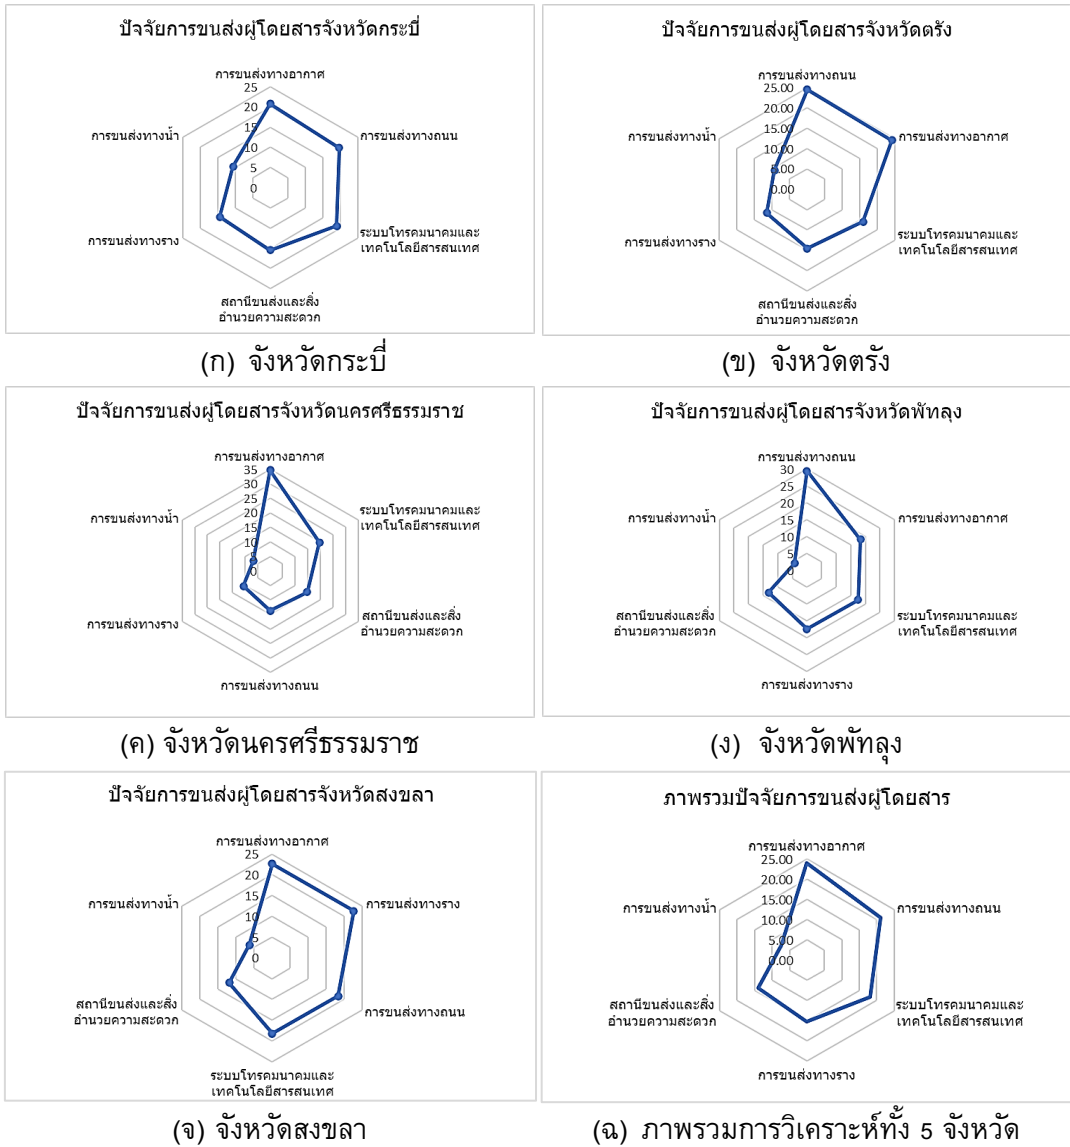 ปัจจัยการขนส่งผู้โดยสารจังหวัดกระบี่
การขนส่งทางอากาศ
25
20
15
10
5
0
การขนส่งทางถนน
ระบบโทรคมนาคมและ
เทคโนโลยีสารสนเทศ
สถานีขนส่งและสิ่ง
อำนวยความสะดวก
การขนส่งทางราง
การขนส่งทางน้ำ
(ก) จังหวัดกระบี่
ปัจจัยการขนส่งผู้โดยสารจังหวัดตรัง
การขนส่งทางถนน
25.00
20.00
15.00
10.00
5.00
0.00
การขนส่งทางอากาศ
ระบบโทรคมนาคมและ
เทคโนโลยีสารสนเทศ
สถานีขนส่งและสิ่ง
อำนวยความสะดวก
การขนส่งทางราง
การขนส่งทางน้ำ
(ข) จังหวัดตรัง
ปัจจัยการขนส่งผู้โดยสารจังหวัดนครศรีธรรมราช
การขนส่งทางอากาศ
35
30
25
20
15
10
5
0
ระบบโทรคมนาคมและ
เทคโนโลยีสารสนเทศ
สถานีขนส่งและสิ่ง
อำนวยความสะดวก
การขนส่งทางถนน
การขนส่งทางราง
การขนส่งทางน้ำ
(ค) จังหวัดนครศรีธรรมราช
ปัจจัยการขนส่งผู้โดยสารจังหวัดพัทลุง
การขนส่งทางถนน
30
25
20
15
10
5
0
การขนส่งทางอากาศ
ระบบโทรคมนาคมและ
เทคโนโลยีสารสนเทศ
การขนส่งทางราง
สถานีขนส่งและสิ่ง
อำนวยความสะดวก
การขนส่งทางน้ำ
(ง) จังหวัดพัทลุง
ปัจจัยการขนส่งผู้โดยสารจังหวัดสงขลา
การขนส่งทางอากาศ
25
20
15
10
5
0
การขนส่งทางราง
การขนส่งทางถนน
ระบบโทรคมนาคมและ
เทคโนโลยีสารสนเทศ
สถานีขนส่งและสิ่ง
อำนวยความสะดวก
การขนส่งทางน้ำ
(จ) จังหวัดสงขลา
ภาพรวมปัจจัยการขนส่งผู้โดยสาร
การขนส่งทางอากาศ
25.00
20.00
15.00
10.00
5.00
0.00
การขนส่งทางถนน
ระบบโทรคมนาคมและ
เทคโนโลยีสารสนเทศ
การขนส่งทางราง
สถานีขนส่งและสิ่ง
อำนวยความสะดวก
การขนส่งทางน้ำ
(ฉ) ภาพรวมการวิเคราะห์ทั้ง 5 จังหวัด